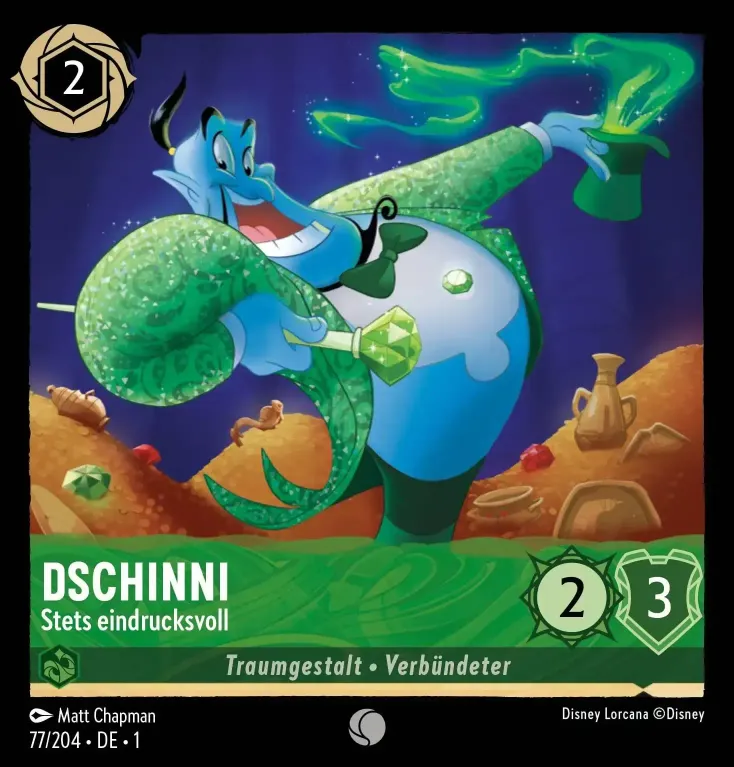 2
DSCHINNI
Stets eindrucksvoll
2
3
Traumgestalt • Verbündeter
Matt Chapman
Disney Lorcana ©Disney
77/204 • DE • 1